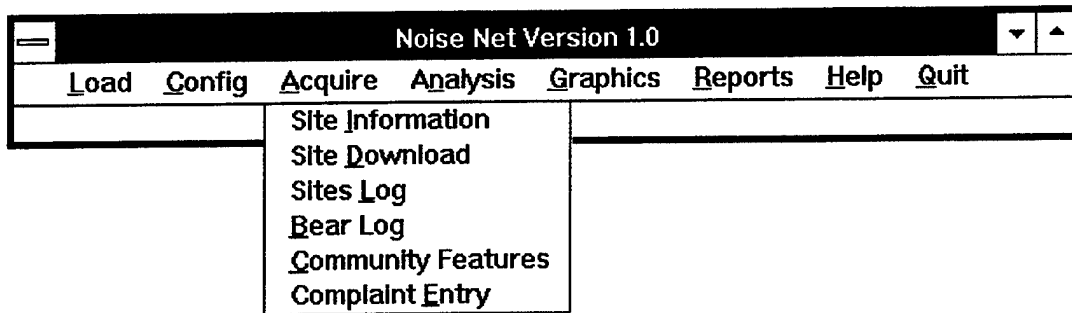 Noise Net Version 1.0
Load Config Acquire Analysis Graphics Reports Help Quit
Site Information
Site Download
Sites Log
Bear Log
Community Features
Complaint Entry